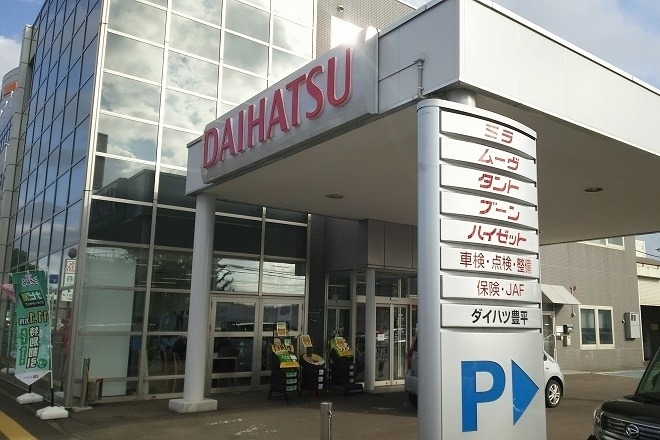 DAIHATSU
ミラ
ムーヴ
タント
ブーン
ハイゼット
車検・点検・整備
保険・JAF
ダイハツ豊平
P